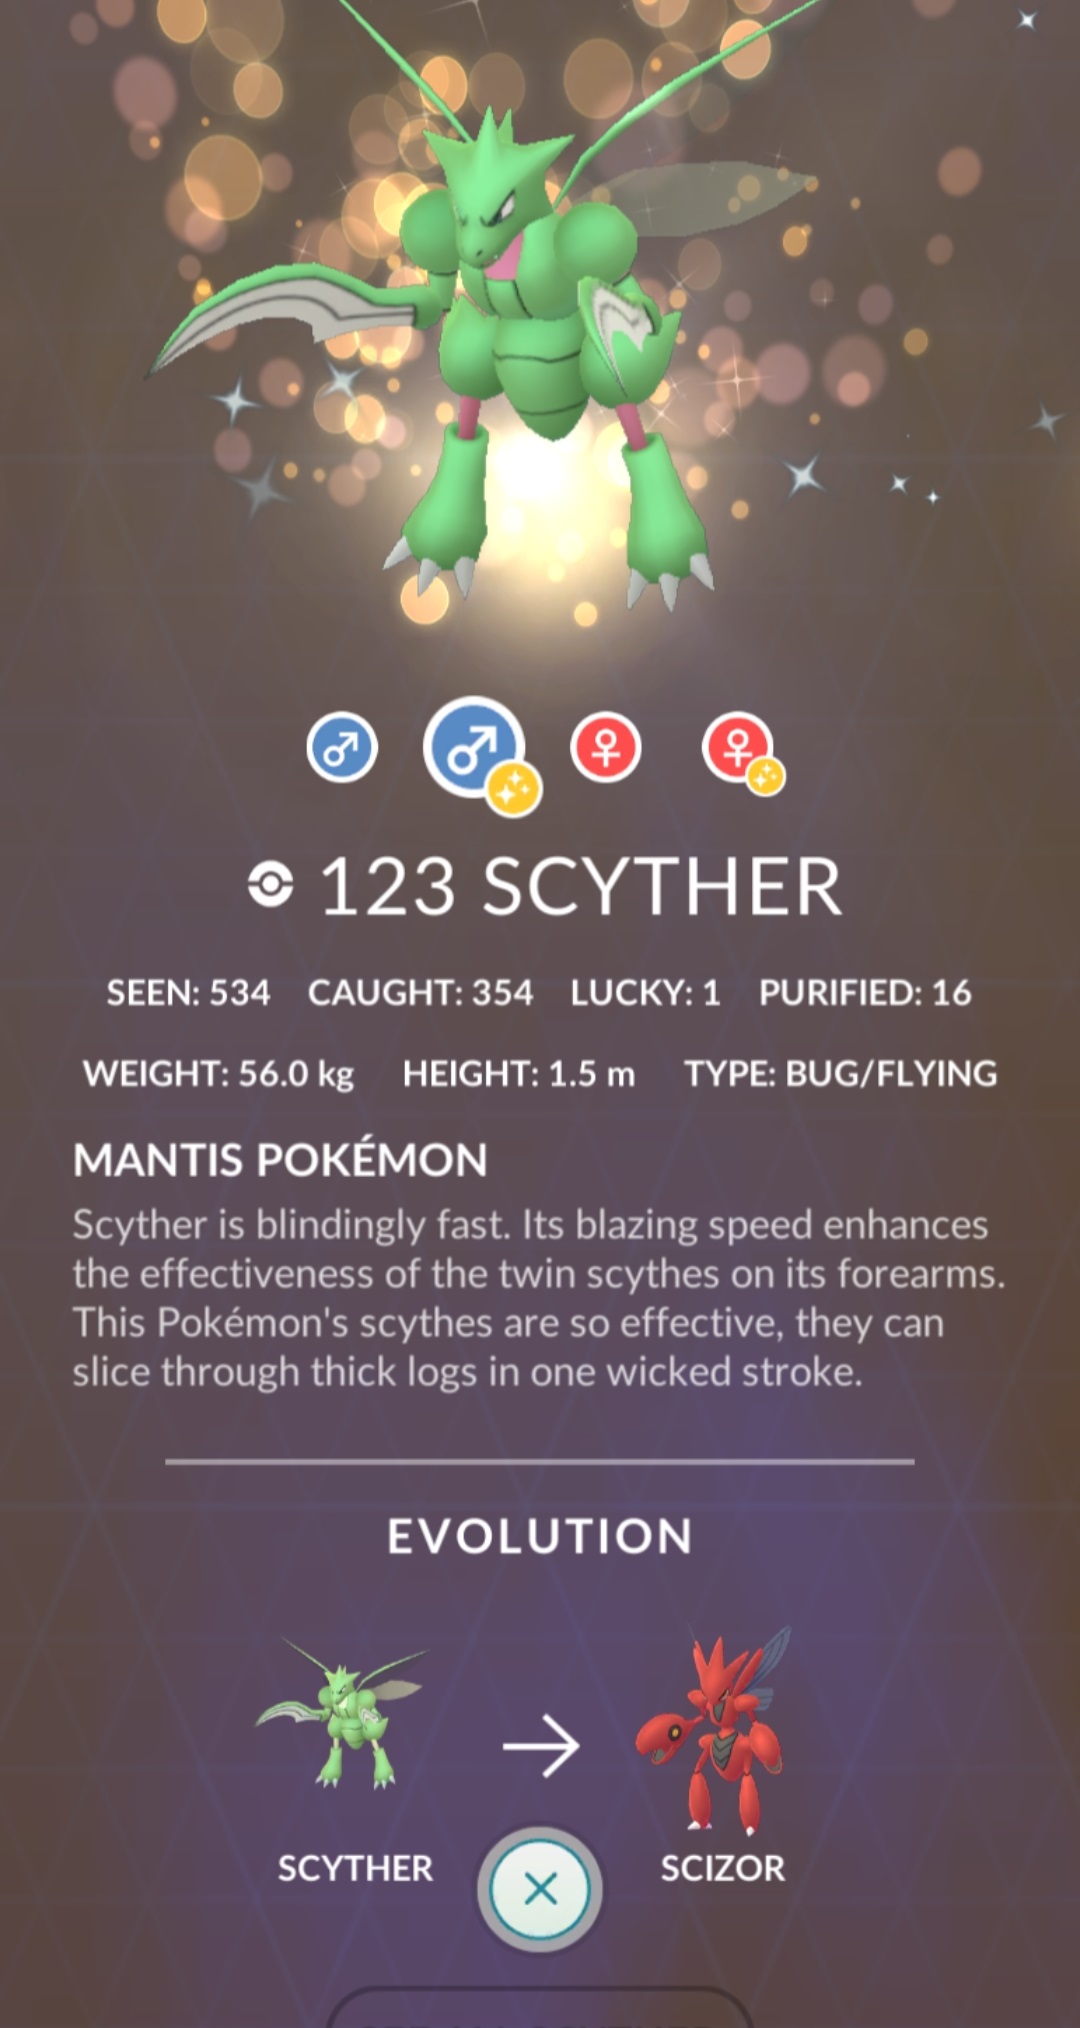 123 SCYTHER
SEEN: 534 CAUGHT: 354 LUCKY: 1 PURIFIED: 16
WEIGHT: 56.0 kg HEIGHT: 1.5 m TYPE: BUG/FLYING
MANTIS POKÉMON
Scyther is blindingly fast. Its blazing speed enhances
the effectiveness of the twin scythes on its forearms.
This Pokémon's scythes are so effective, they can
slice through thick logs in one wicked stroke.
EVOLUTION
SCYTHER SCIZOR